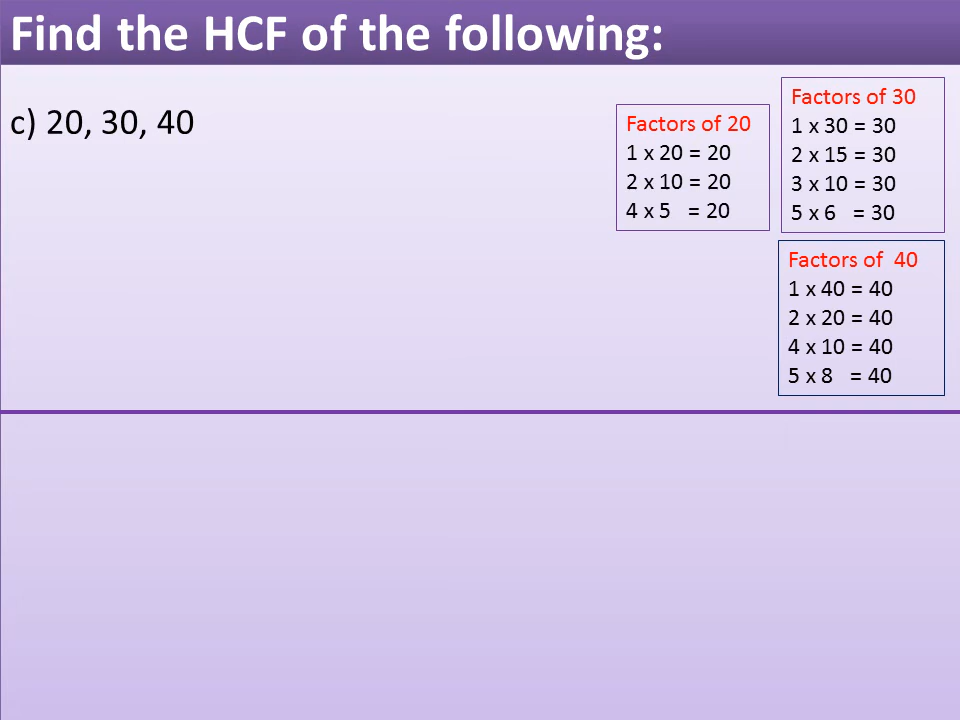 Find the HCF of the following:
c) 20, 30, 40
Factors of 20
1 x 20 = 20
2 x 10 = 20
4 x 5 = 20
Factors of 30
1 x 30 = 30
2 x 15 = 30
3 x 10 = 30
5 x 6 = 30
Factors of 40
1 x 40 = 40
2 x 20 = 40
4 x 10 = 40
5 x 8 = 40